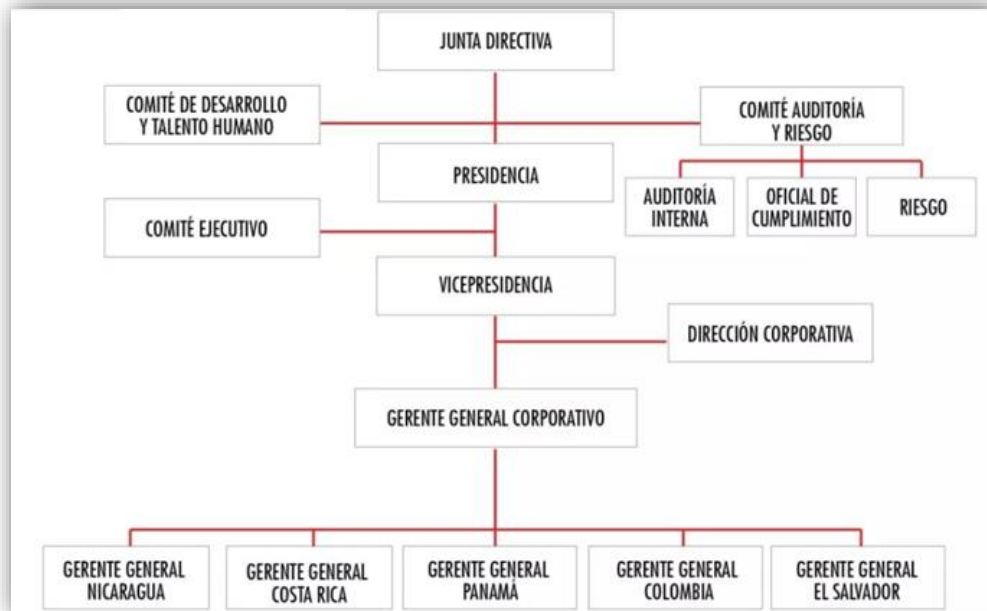 JUNTA DIRECTIVA
COMITÉ DE DESARROLLO
Y TALENTO HUMANO
COMITÉ AUDITORÍA
Y RIESGO
PRESIDENCIA
AUDITORÍA
INTERNA
OFICIAL DE
CUMPLIMIENTO
RIESGO
COMITÉ EJECUTIVO
VICEPRESIDENCIA
DIRECCIÓN CORPORATIVA
GERENTE GENERAL CORPORATIVO
GERENTE GENERAL
NICARAGUA
GERENTE GENERAL
COSTA RICA
GERENTE GENERAL
PANAMÁ
GERENTE GENERAL
COLOMBIA
GERENTE GENERAL
EL SALVADOR